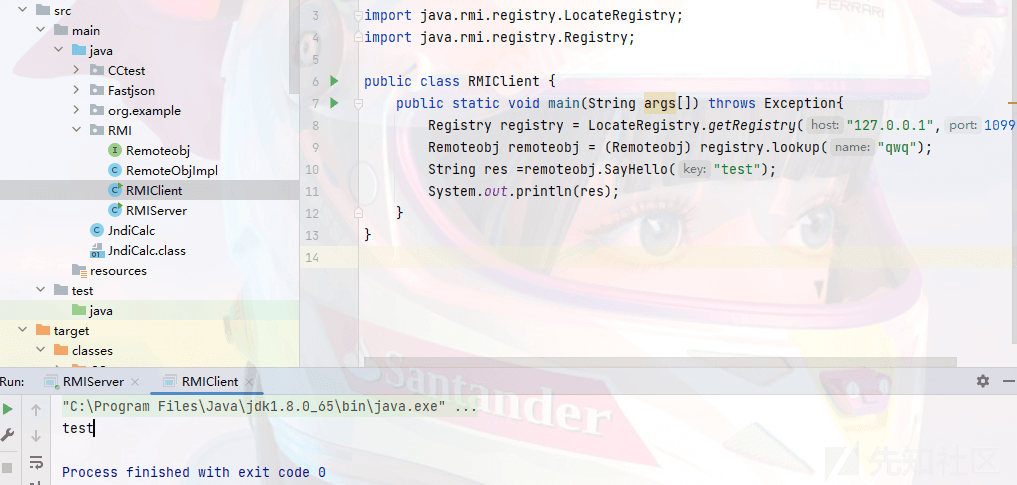 src
main
java
CCtest
Fastjson
org.example
RMI
Remoteobj
RemoteObjImpl
RMIClient
RMIServer
JndiCalc
JndiCalc.class
resources
test
java
target
classes
3 import java.rmi.registry.LocateRegistry;
4 import java.rmi.registry.Registry;
5
6 public class RMIClient {
7 public static void main(String args[]) throws Exception{
8 Registry registry = LocateRegistry.getRegistry( host: "127.0.0.1", port: 1099
9 Remoteobj remoteobj = (Remoteobj) registry.lookup( name: "qwq");
10 String res =remoteobj.SayHello( key: "test");
11 System.out.println(res);
12 }
13 }
14
FERRARI
Santander
Run: RMIServer × RMIClient ×
"C:\Program Files\Java\jdk1.8.0_65\bin\java.exe" ...
test
Process finished with exit code 0
先知社区